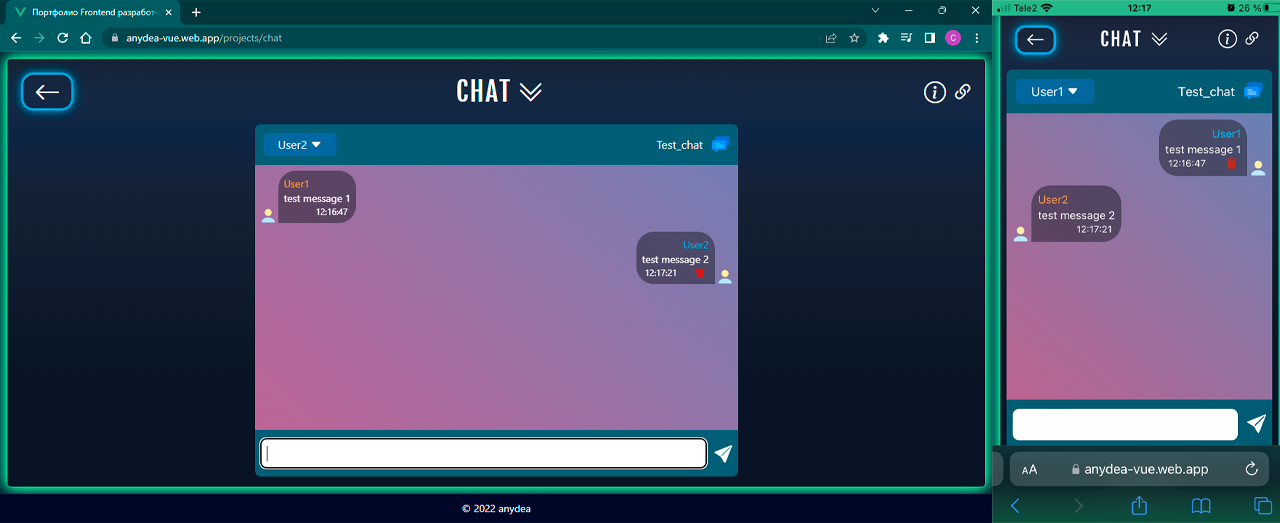 Портфолио Frontend разработч
anydea-vue.web.app/projects/chat
C
CHAT
User2
Test_chat
User1
test message 1
12:16:47
User2
test message 2
12:17:21
© 2022 anydea
Tele2
12:17
26 %
CHAT
User1
Test_chat
User1
test message 1
12:16:47
User2
test message 2
12:17:21
AA
anydea-vue.web.app